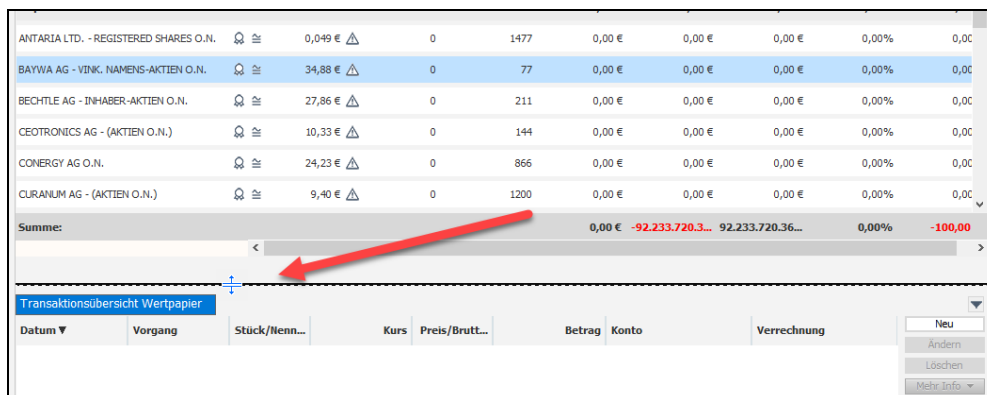 ANTARIA LTD. - REGISTERED SHARES O.N. 0,049 € 0 1477 0,00 € 0,00 € 0,00 € 0,00% 0,00
BAYWA AG - VINK. NAMENS-AKTIEN O.N. 34,88 € 0 77 0,00 € 0,00 € 0,00 € 0,00% 0,00
BECHTLE AG - INHABER-AKTIEN O.N. 27,86 € 0 211 0,00 € 0,00 € 0,00 € 0,00% 0,00
CEOTRONICS AG - (AKTIEN O.N.) 10,33 € 0 144 0,00 € 0,00 € 0,00 € 0,00% 0,00
CONERGY AG O.N. 24,23 € 0 866 0,00 € 0,00 € 0,00 € 0,00% 0,00
CURANUM AG - (AKTIEN O.N.) 9,40 € 0 1200 0,00 € 0,00 € 0,00 € 0,00% 0,00
Summe: 0,00 € -92.233.720.3... 92.233.720.36... 0,00% -100,00
Transaktionsübersicht Wertpapier
Datum Vorgang Stück/Nenn... Kurs Preis/Brutt... Betrag Konto Verrechnung
Neu
Ändern
Löschen
Mehr Info